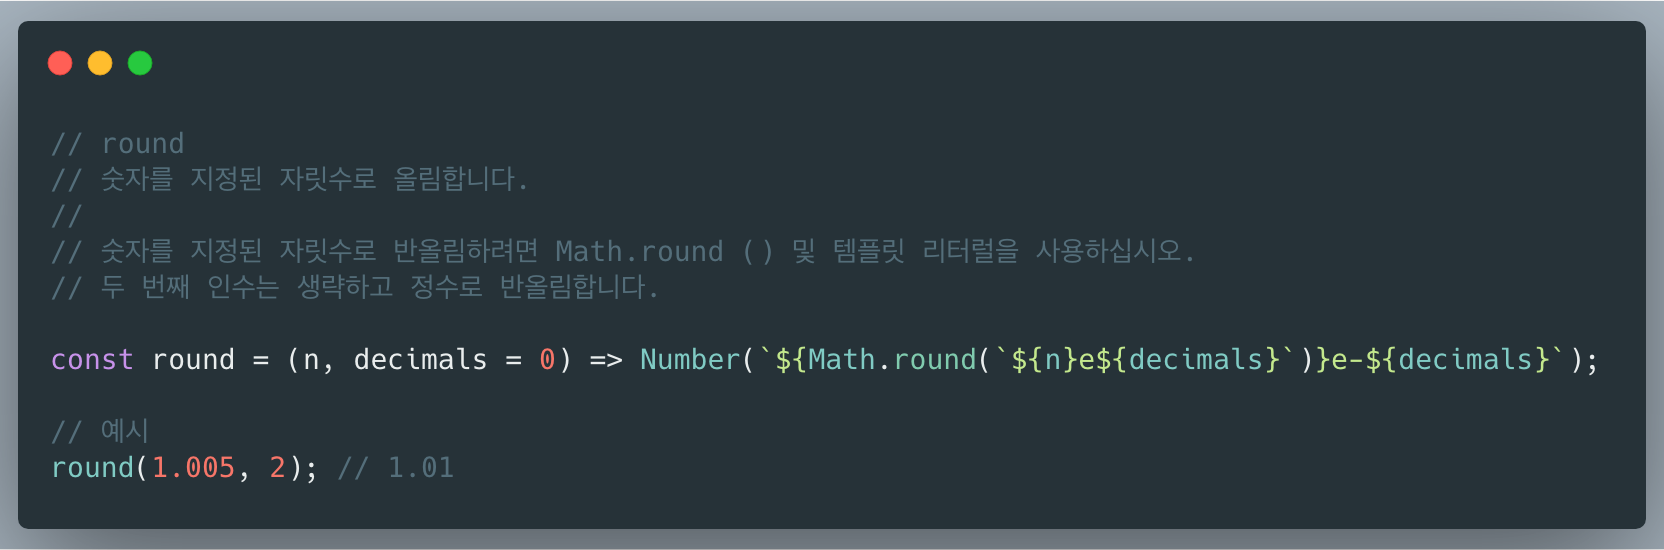 // round
// 숫자를 지정된 자릿수로 올림합니다.
//
// 숫자를 지정된 자릿수로 반올림하려면 Math.round () 및 템플릿 리터럴을 사용하십시오.
// 두 번째 인수는 생략하고 정수로 반올림합니다.
const round = (n, decimals = 0) => Number(`${Math.round(`${n}e${decimals}`)}e-${decimals}`);
// 예시
round(1.005, 2); // 1.01